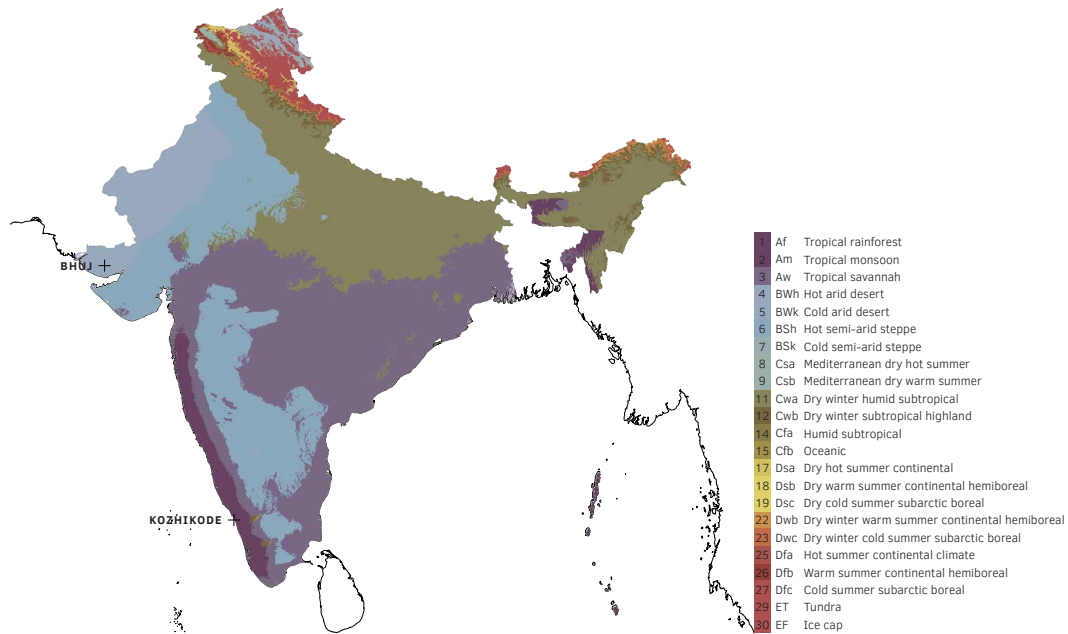 BHUJ
KOZHIKODE
1 Af Tropical rainforest
2 Am Tropical monsoon
3 Aw Tropical savannah
4 BWh Hot arid desert
5 BWk Cold arid desert
6 BSh Hot semi-arid steppe
7 BSk Cold semi-arid steppe
8 Csa Mediterranean dry hot summer
9 Csb Mediterranean dry warm summer
11 Cwa Dry winter humid subtropical
12 Cwb Dry winter subtropical highland
14 Cfa Humid subtropical
15 Cfb Oceanic
17 Dsa Dry hot summer continental
18 Dsb Dry warm summer continental hemiboreal
19 Dsc Dry cold summer subarctic boreal
22 Dwb Dry winter warm summer continental hemiboreal
23 Dwc Dry winter cold summer subarctic boreal
25 Dfa Hot summer continental climate
26 Dfb Warm summer continental hemiboreal
27 Dfc Cold summer subarctic boreal
29 ET Tundra
30 EF Ice cap